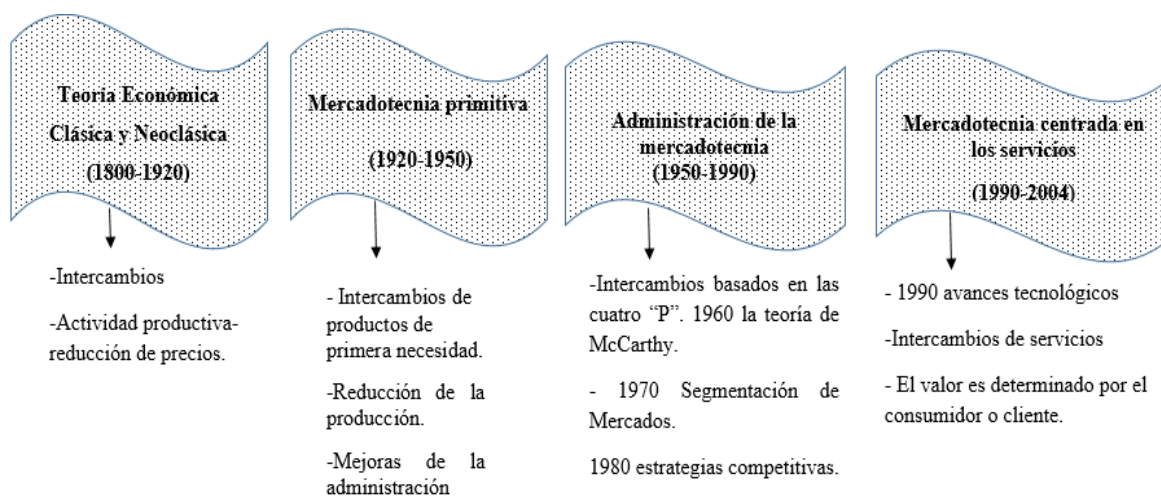 Teoría Económica
Clásica y Neoclásica
(1800-1920)
-Intercambios
-Actividad productiva-
reducción de precios.
Mercadotecnia primitiva
(1920-1950)
- Intercambios de
productos de
primera necesidad.
-Reducción de la
producción.
-Mejoras de la
administración
Administración de la
mercadotecnia
(1950-1990)
-Intercambios basados en las
cuatro “P”. 1960 la teoría de
McCarthy.
- 1970 Segmentación de
Mercados.
1980 estrategias competitivas.
Mercadotecnia centrada en
los servicios
(1990-2004)
- 1990 avances tecnológicos
-Intercambios de servicios
- El valor es determinado por el
consumidor o cliente.